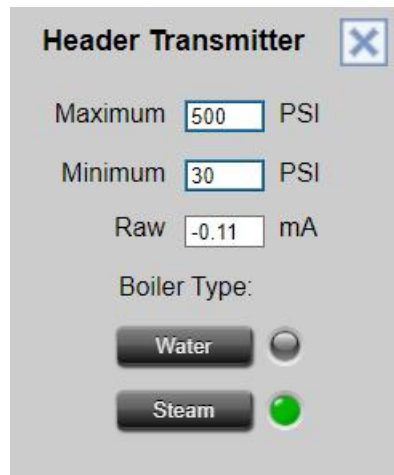 Header Transmitter
Maximum 500 PSI
Minimum 30 PSI
Raw -0.11 mA
Boiler Type:
Water
Steam